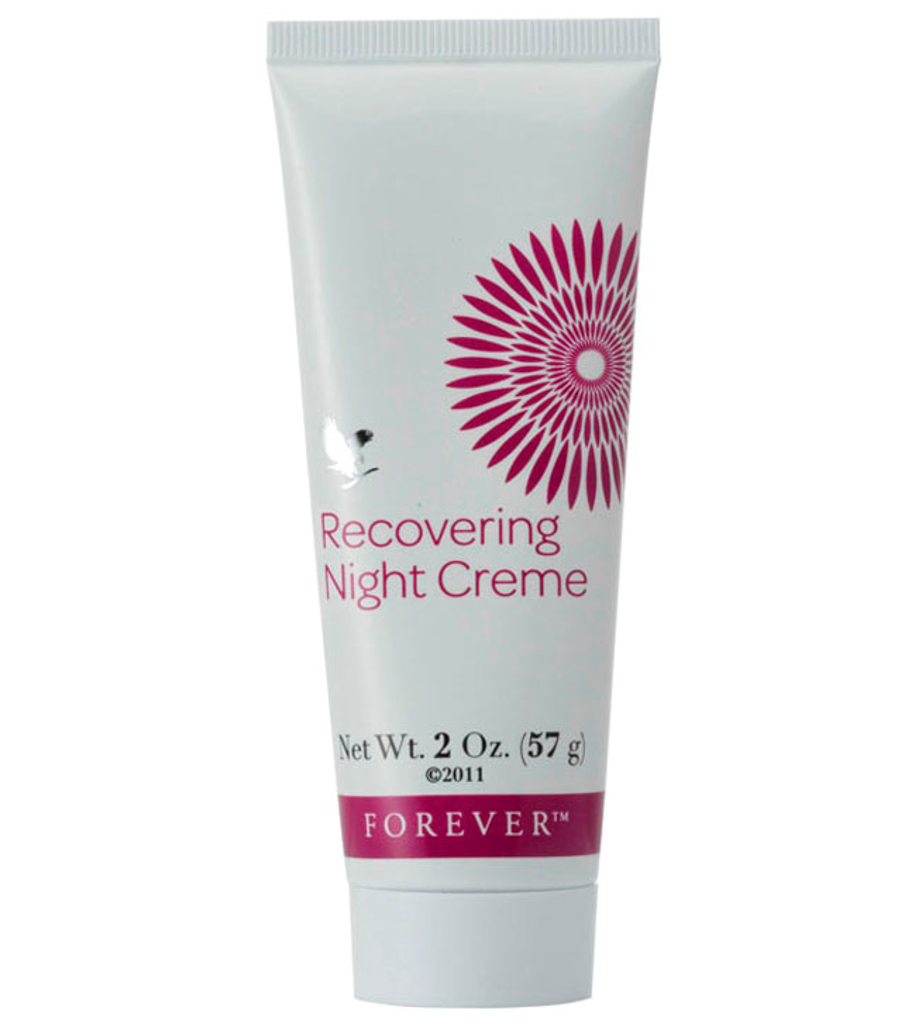 Recovering
Night Creme
Net Wt. 2 Oz. (57 g)
©2011
FOREVER™